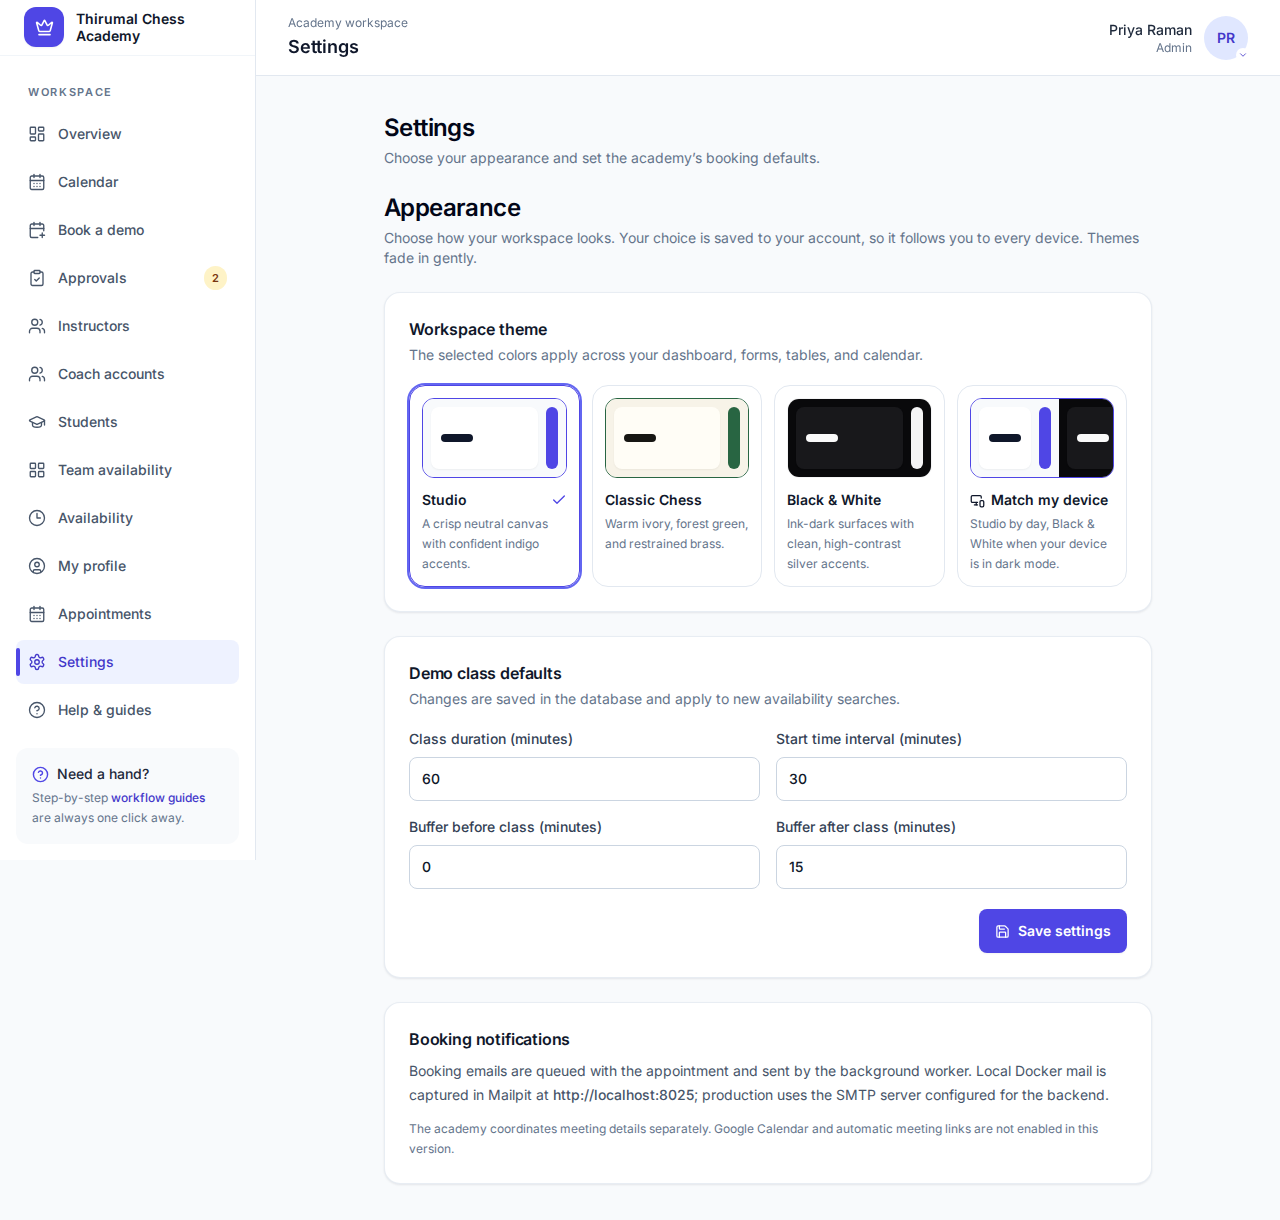 Thirumal Chess
Academy
WORKSPACE
Overview
Calendar
Book a demo
Approvals
2
Instructors
Coach accounts
Students
Team availability
Availability
My profile
Appointments
Settings
Help & guides
Need a hand?
Step-by-step workflow guides
are always one click away.
Academy workspace
Settings
Priya Raman
Admin
PR
Settings
Choose your appearance and set the academy’s booking defaults.
Appearance
Choose how your workspace looks. Your choice is saved to your account, so it follows you to every device. Themes
fade in gently.
Workspace theme
The selected colors apply across your dashboard, forms, tables, and calendar.
Studio
A crisp neutral canvas
with confident indigo
accents.
Classic Chess
Warm ivory, forest green,
and restrained brass.
Black & White
Ink-dark surfaces with
clean, high-contrast
silver accents.
Match my device
Studio by day, Black &
White when your device
is in dark mode.
Demo class defaults
Changes are saved in the database and apply to new availability searches.
Class duration (minutes)
60
Start time interval (minutes)
30
Buffer before class (minutes)
0
Buffer after class (minutes)
15
Save settings
Booking notifications
Booking emails are queued with the appointment and sent by the background worker. Local Docker mail is
captured in Mailpit at http://localhost:8025; production uses the SMTP server configured for the backend.
The academy coordinates meeting details separately. Google Calendar and automatic meeting links are not enabled in this
version.